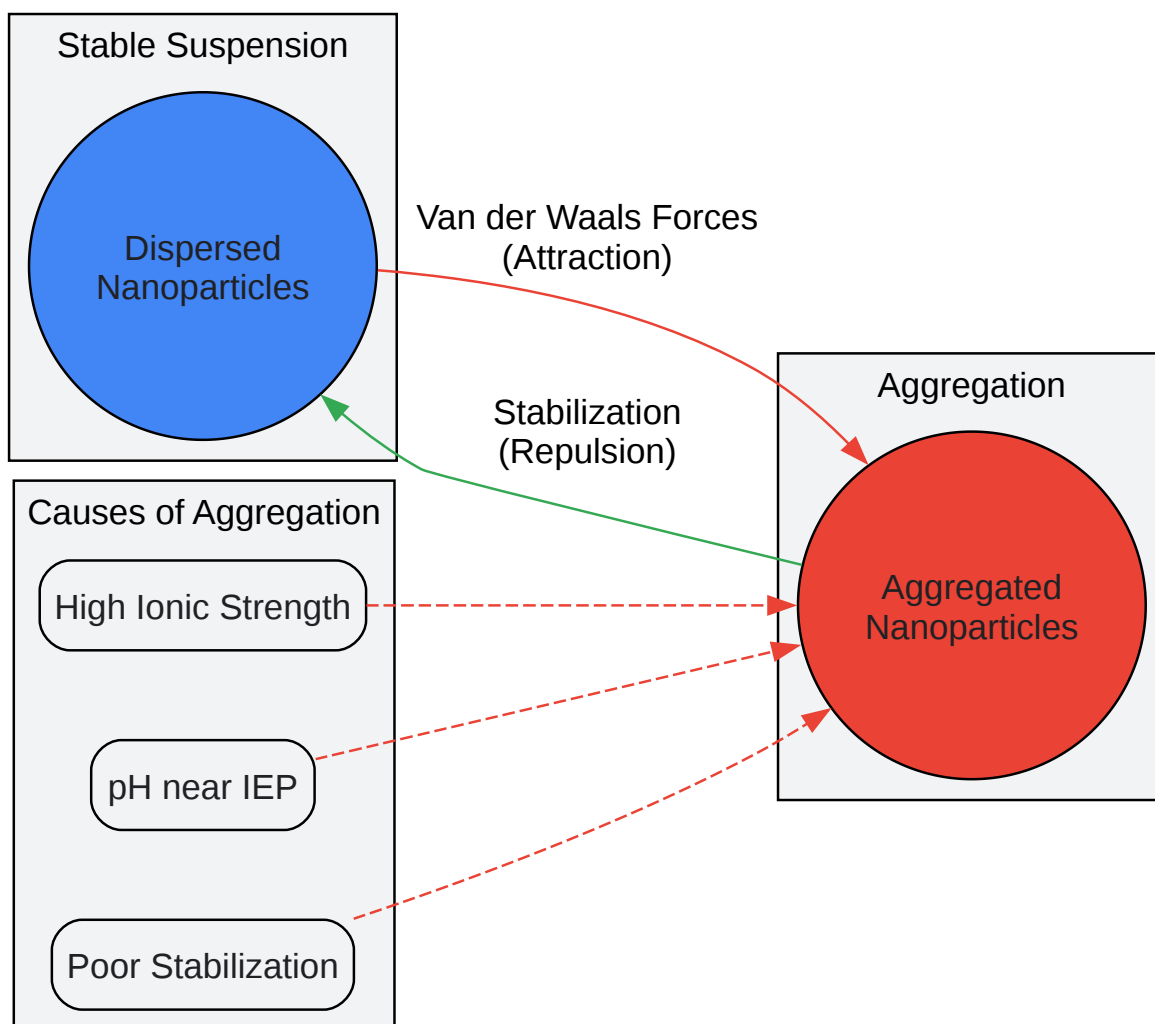 Stable Suspension
Dispersed
Nanoparticles
Van der Waals Forces
(Attraction)
Stabilization
(Repulsion)
Aggregation
Aggregated
Nanoparticles
Causes of Aggregation
High Ionic Strength
pH near IEP
Poor Stabilization